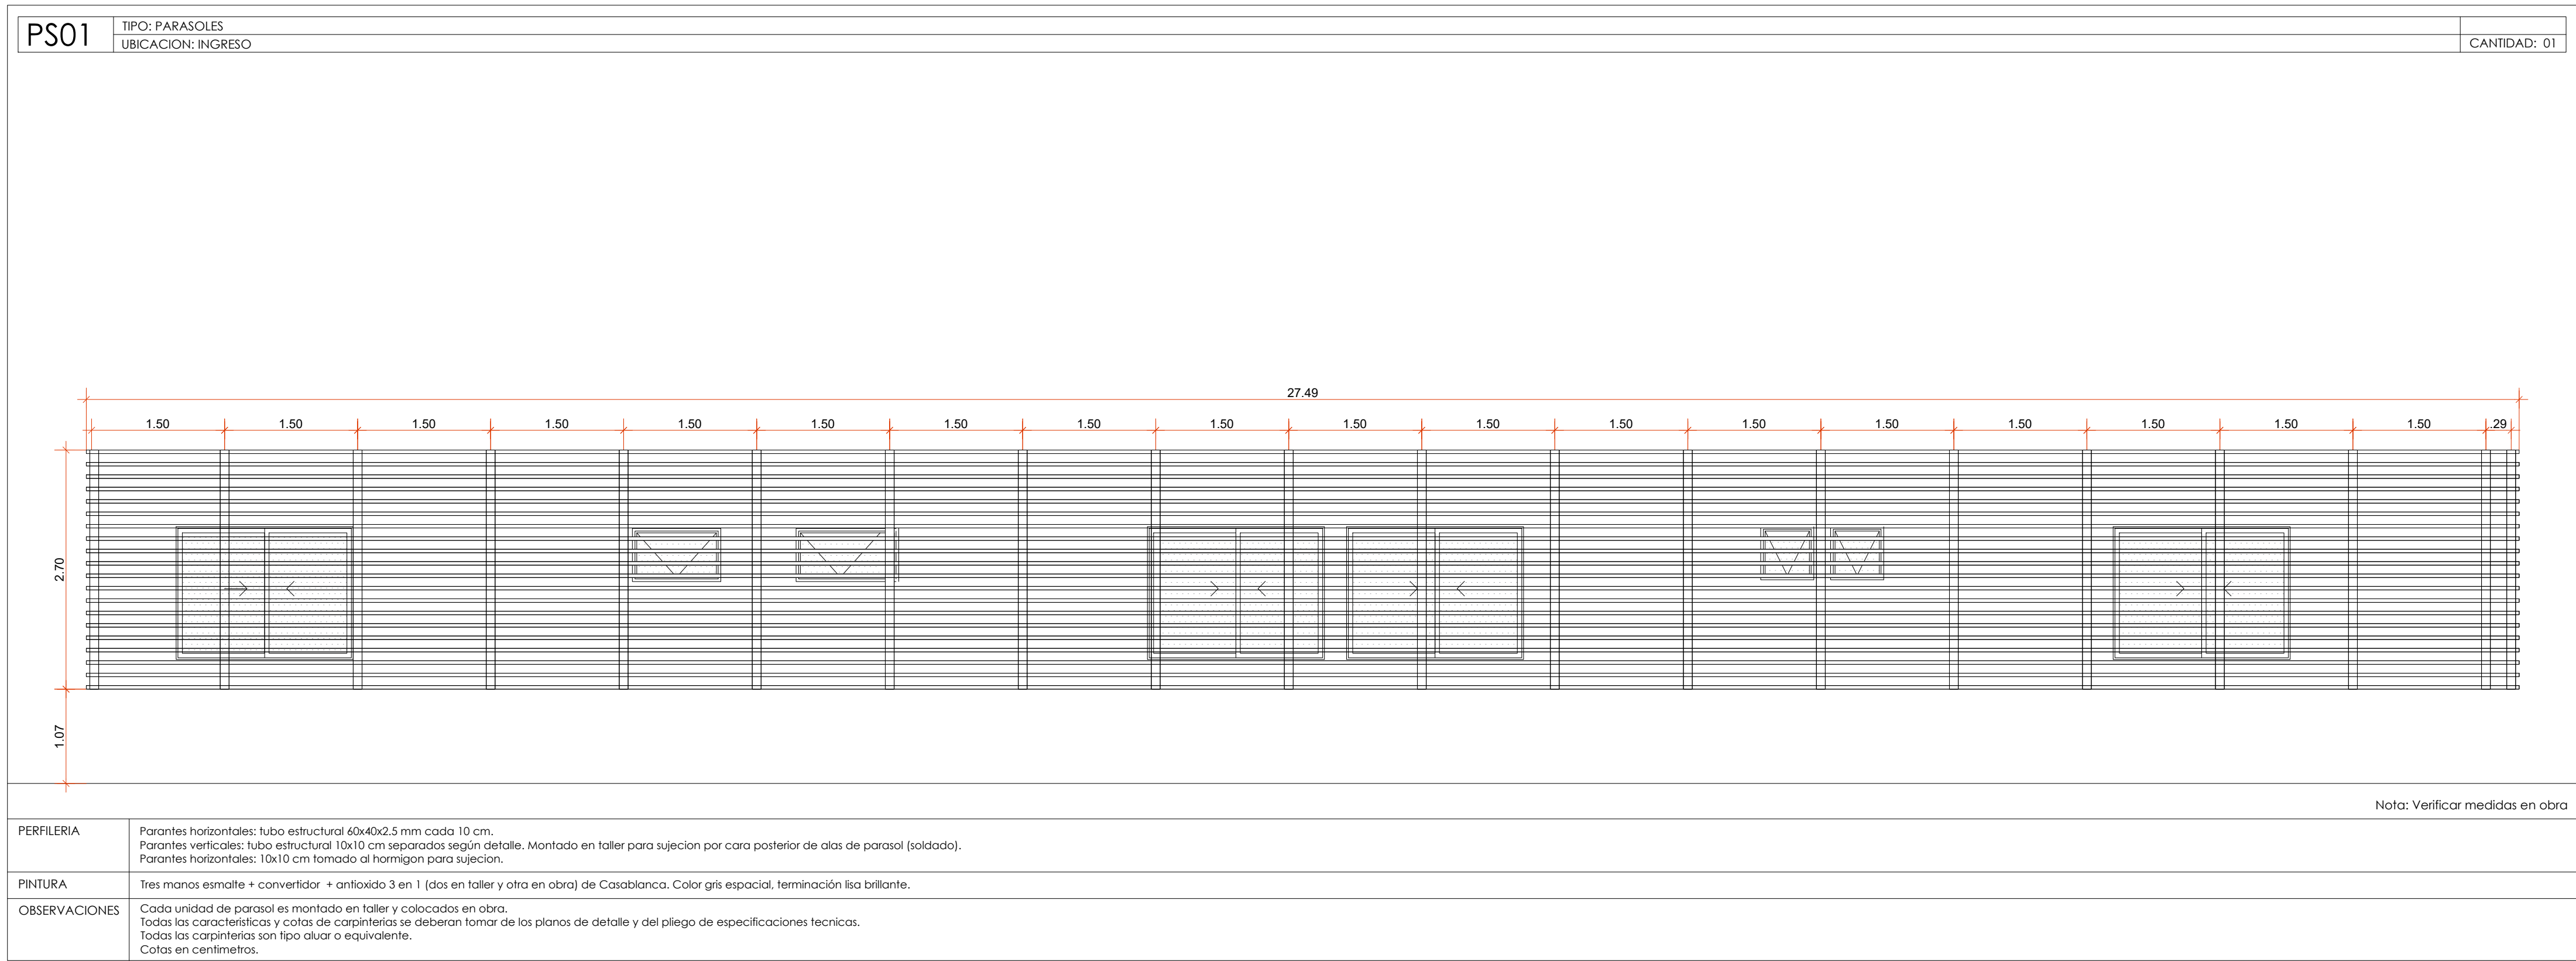 PS01
TIPO: PARASOLES
UBICACION: INGRESO
CANTIDAD: 01
27.49
1.50 1.50 1.50 1.50 1.50 1.50 1.50 1.50 1.50 1.50 1.50 1.50 1.50 1.50 1.50 1.50 1.50 1.50 .29
2.70
1.07
Nota: Verificar medidas en obra
PERFILERIA
Parantes horizontales: tubo estructural 60x40x2.5 mm cada 10 cm.
Parantes verticales: tubo estructural 10x10 cm separados según detalle. Montado en taller para sujecion por cara posterior de alas de parasol (soldado).
Parantes horizontales: 10x10 cm tomado al hormigon para sujecion.
PINTURA
Tres manos esmalte + convertidor + antioxido 3 en 1 (dos en taller y otra en obra) de Casablanca. Color gris espacial, terminación lisa brillante.
OBSERVACIONES
Cada unidad de parasol es montado en taller y colocados en obra.
Todas las caracteristicas y cotas de carpinterias se deberan tomar de los planos de detalle y del pliego de especificaciones tecnicas.
Todas las carpinterias son tipo aluar o equivalente.
Cotas en centimetros.